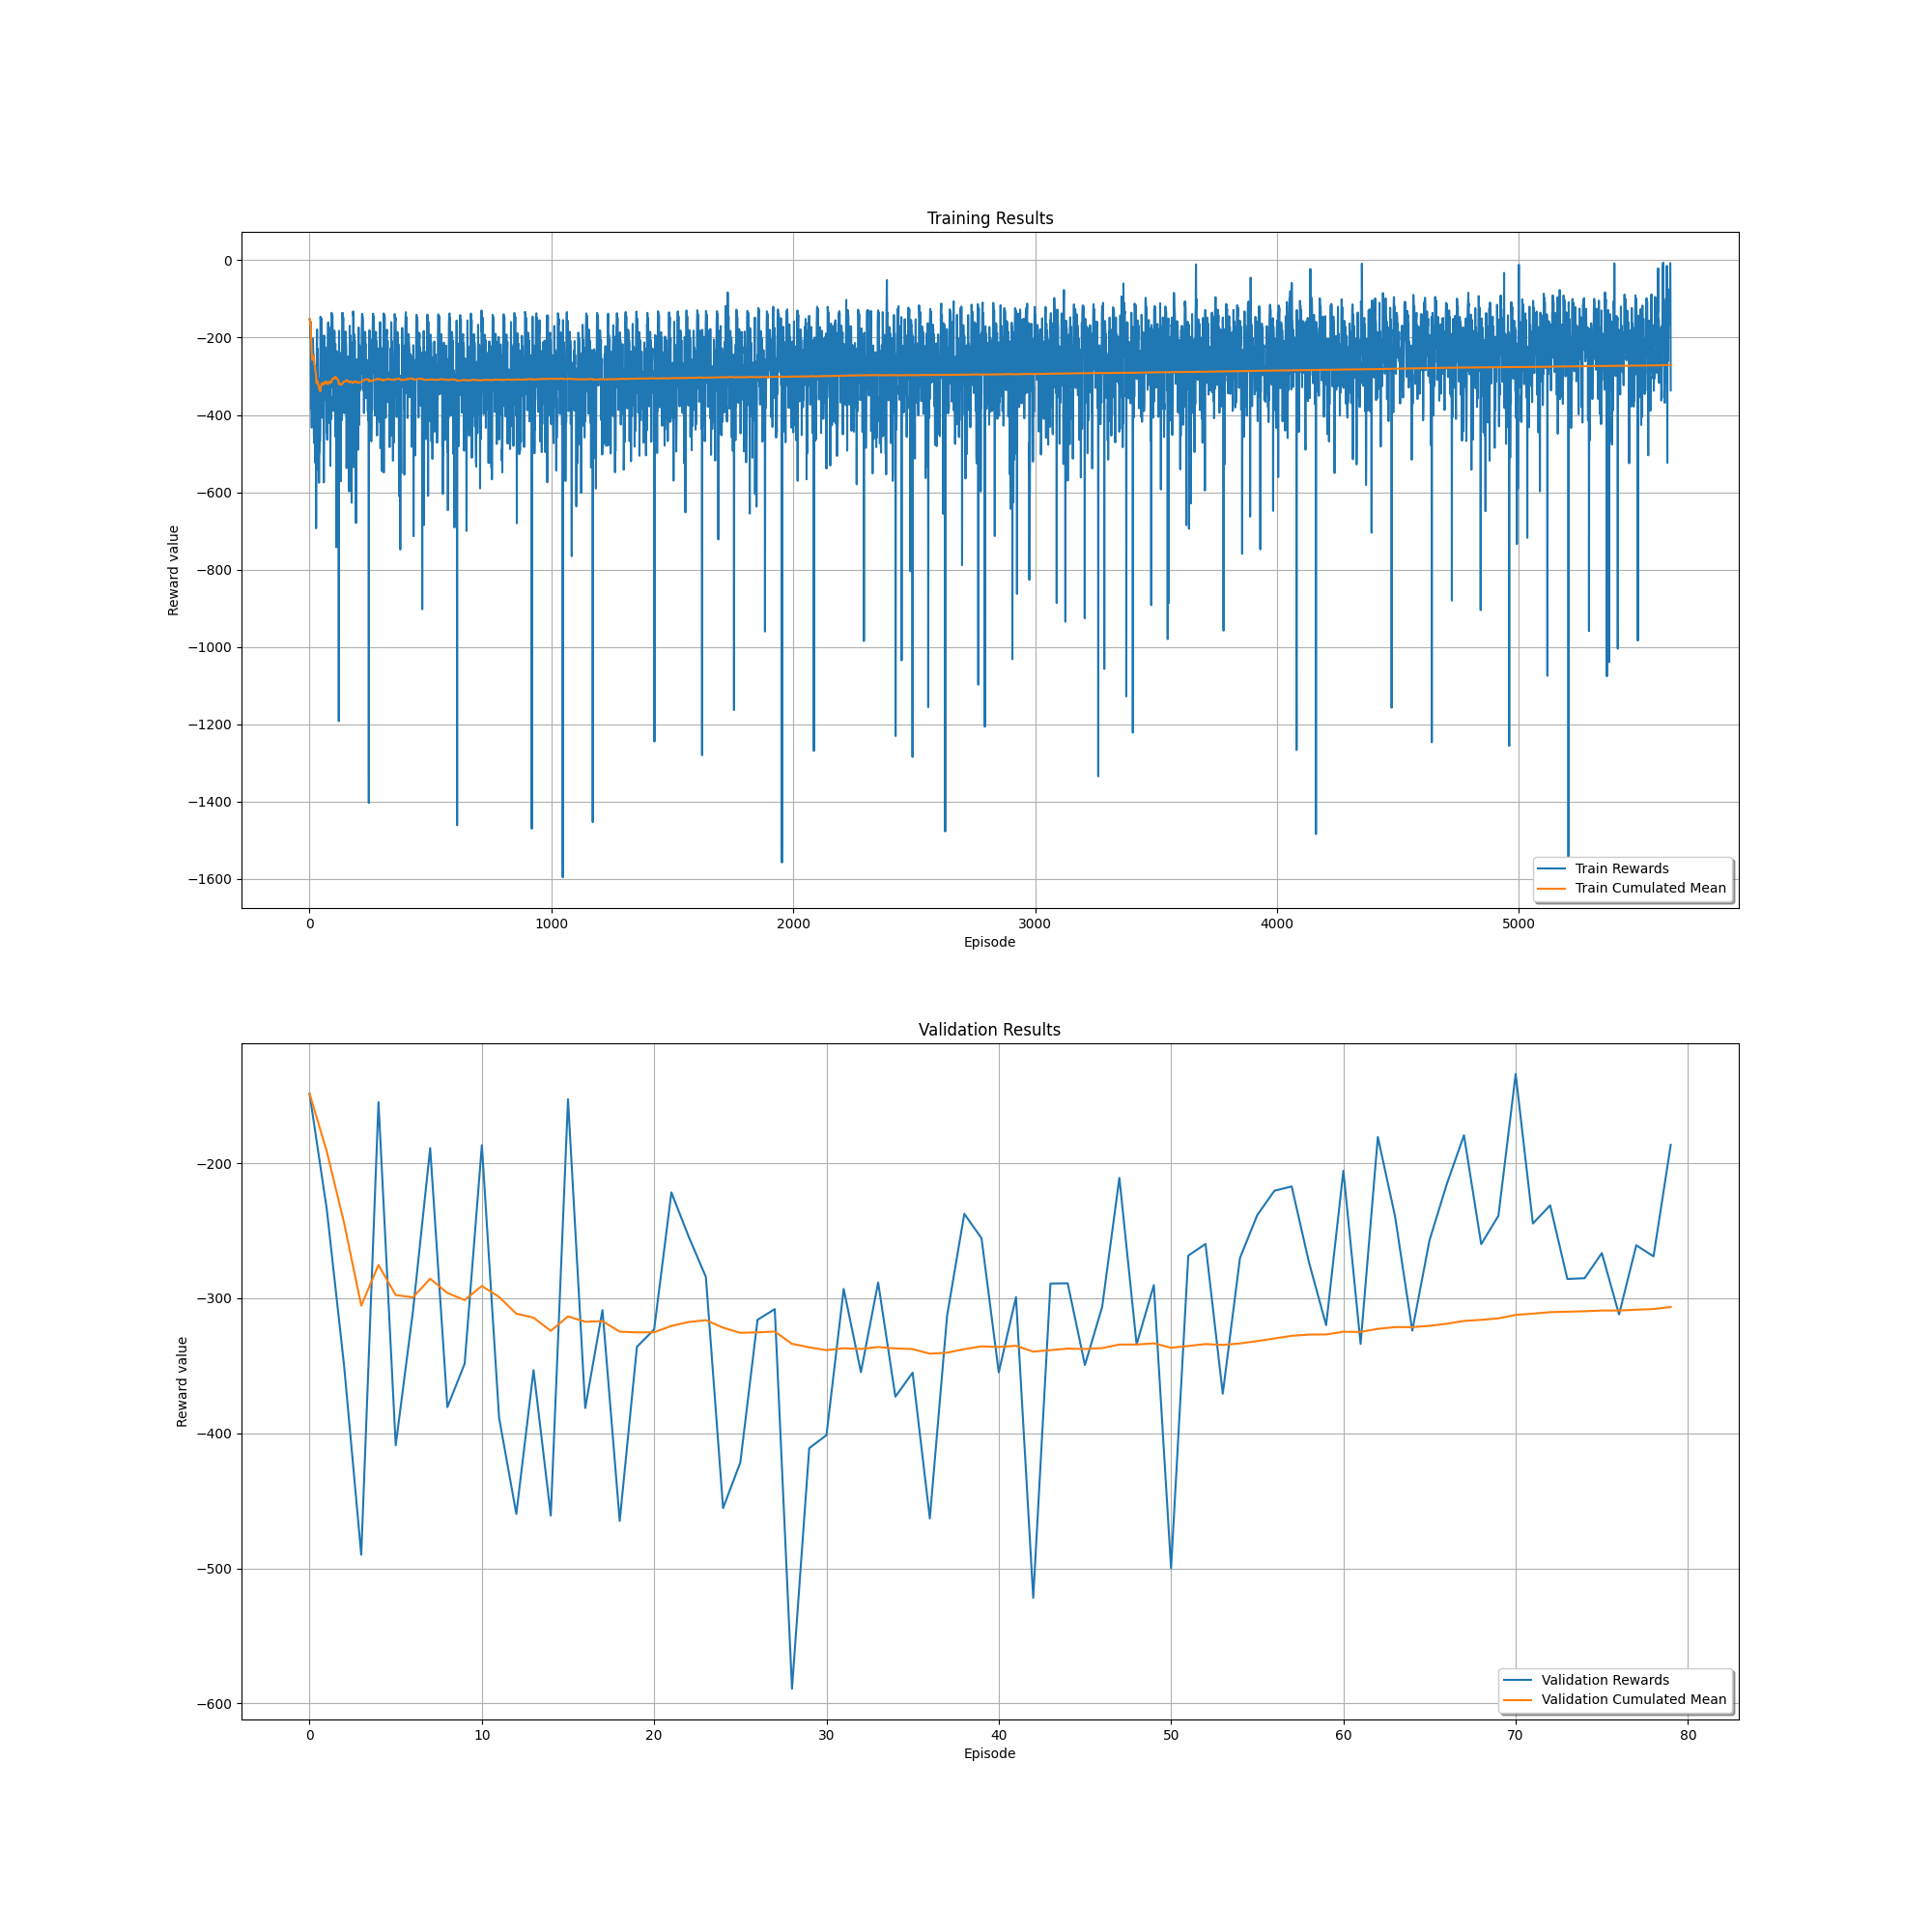 Training Results
0
−200
−400
−600
−800
−1000
−1200
−1400
−1600
Reward value
Train Rewards
Train Cumulated Mean
0 1000 2000 3000 4000 5000
Episode
Validation Results
−200
−300
−400
−500
−600
Reward value
Validation Rewards
Validation Cumulated Mean
0 10 20 30 40 50 60 70 80
Episode